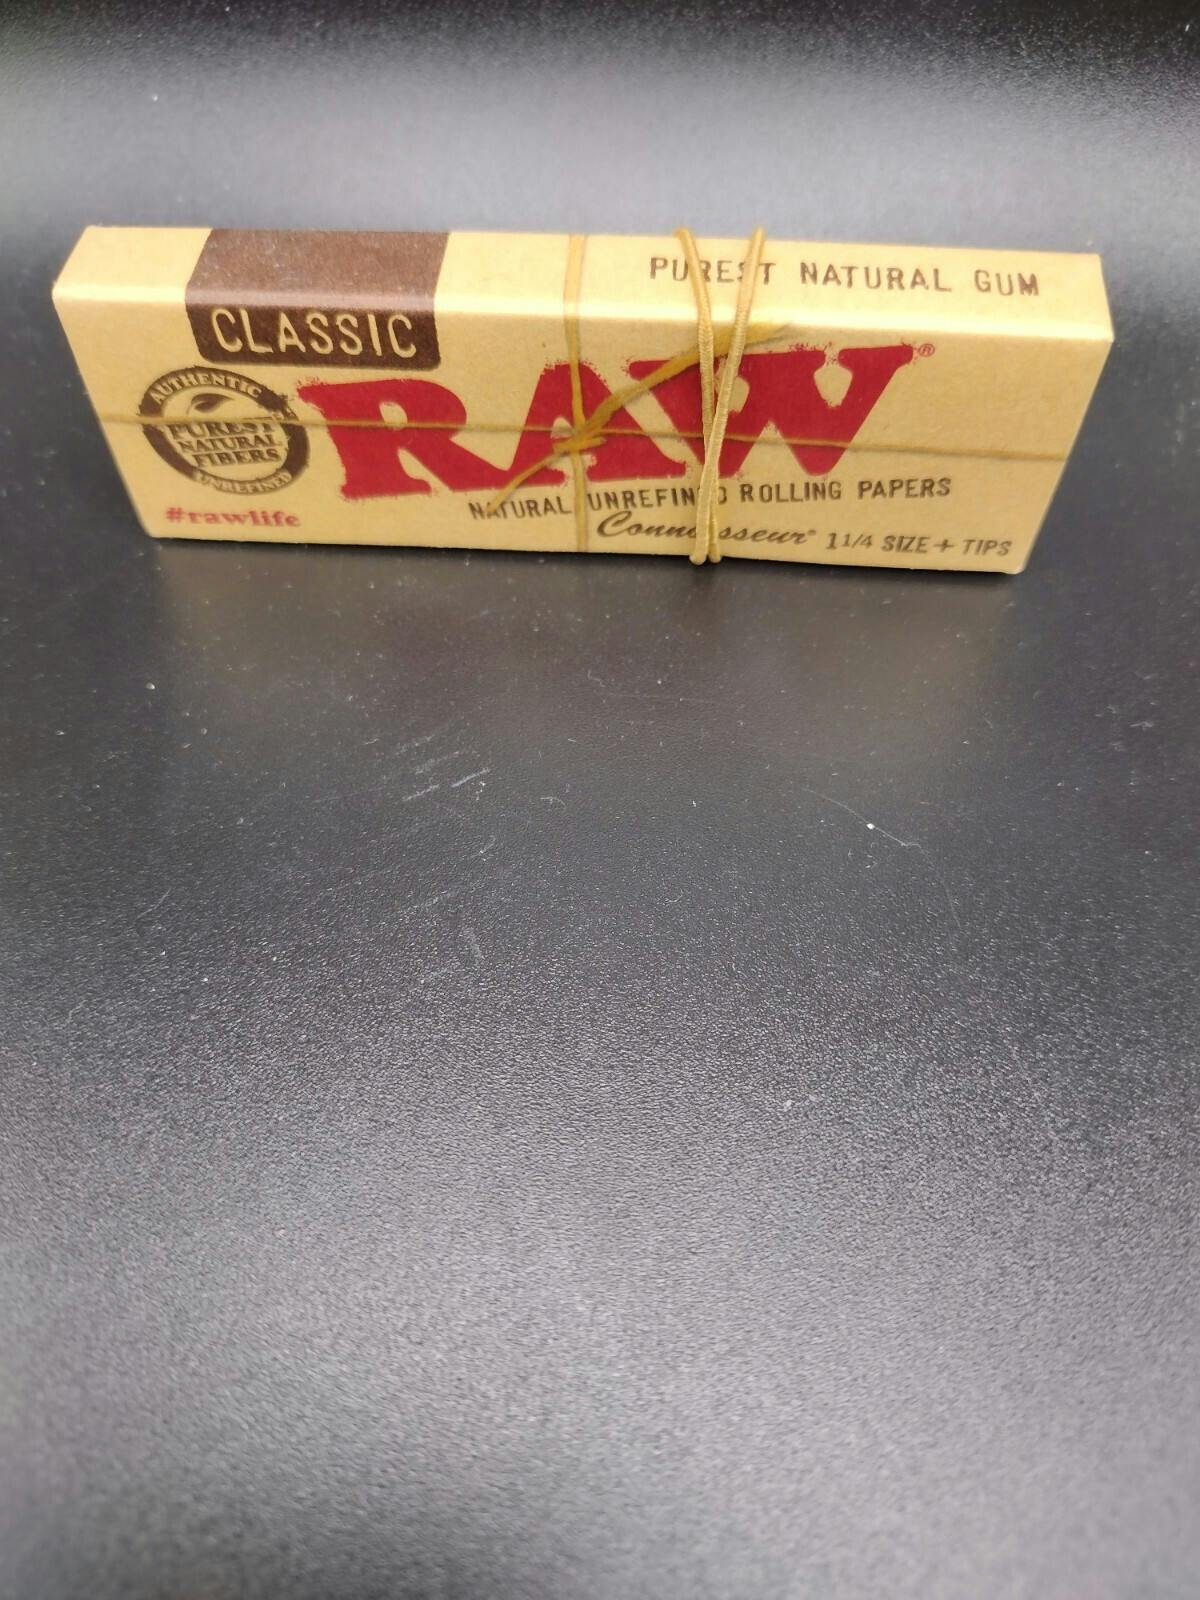 PUREST NATURAL GUM
CLASSIC
RAW®
AUTHENTIC
PUREST
NATURAL
FIBERS
UNREFINED
#rawlife
NATURAL UNREFINED ROLLING PAPERS
Connoisseur® 1 1/4 SIZE + TIPS